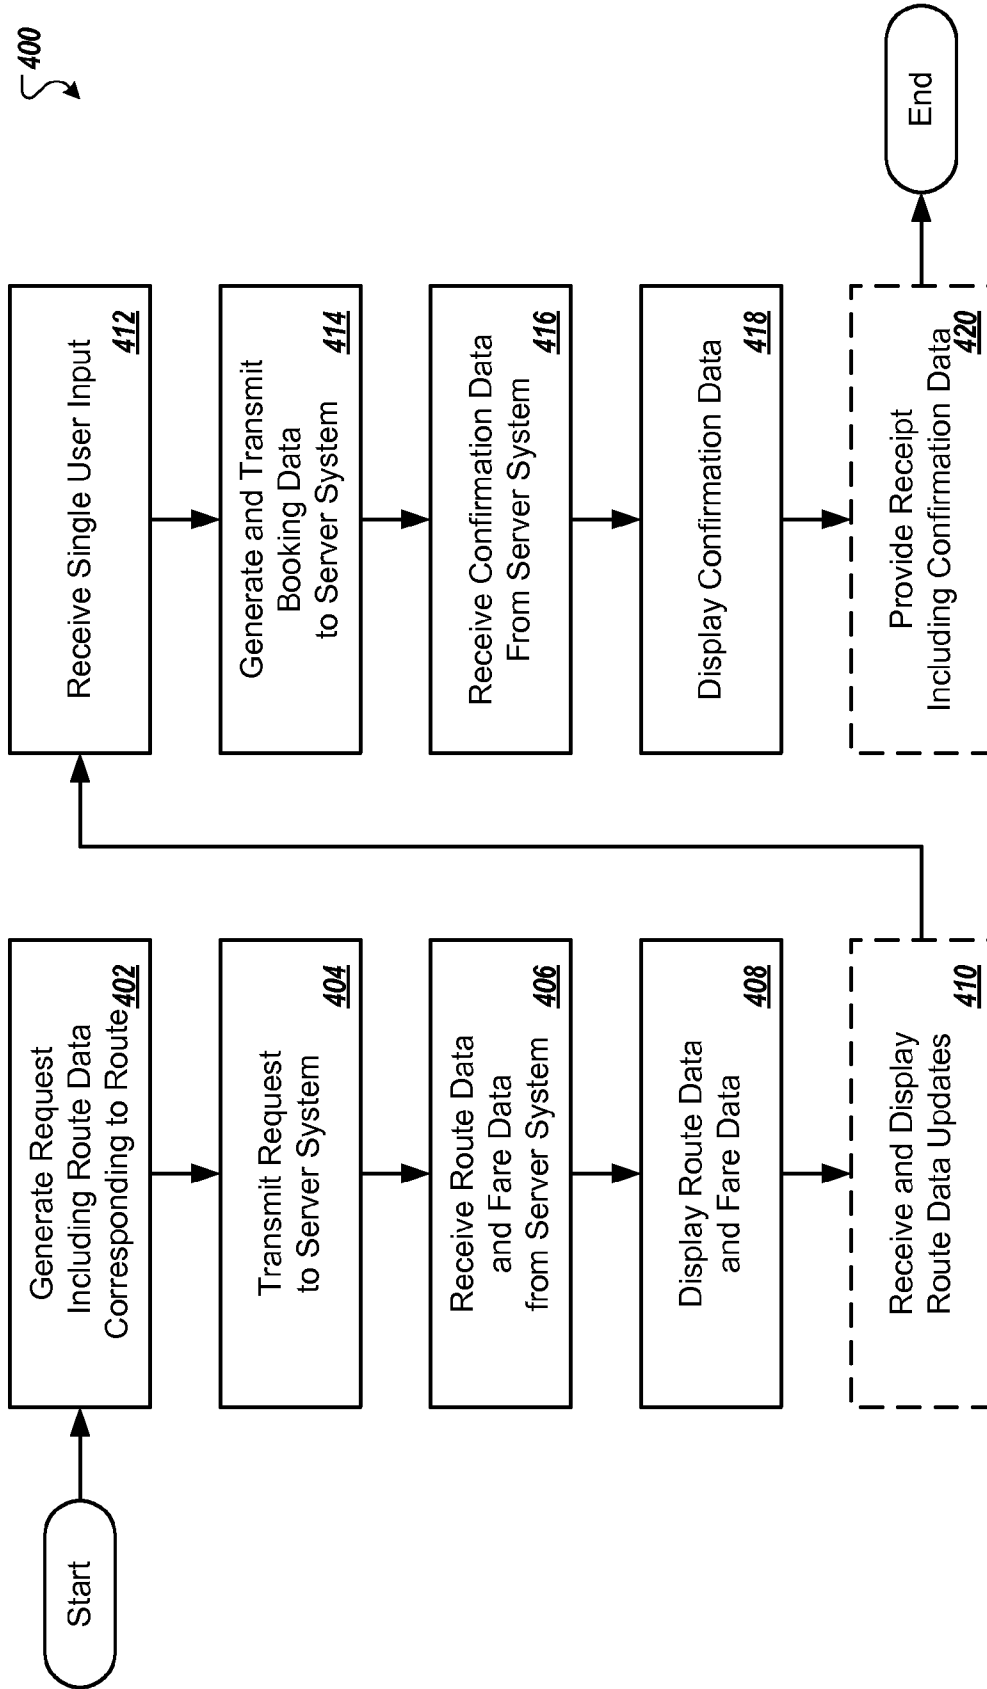 400
Start
Generate Request
Including Route Data
Corresponding to Route
402
Transmit Request
to Server System
404
Receive Route Data
and Fare Data
from Server System
406
Display Route Data
and Fare Data
408
Receive and Display
Route Data Updates
410
Receive Single User Input
412
Generate and Transmit
Booking Data
to Server System
414
Receive Confirmation Data
From Server System
416
Display Confirmation Data
418
Provide Receipt
Including Confirmation Data
420
End